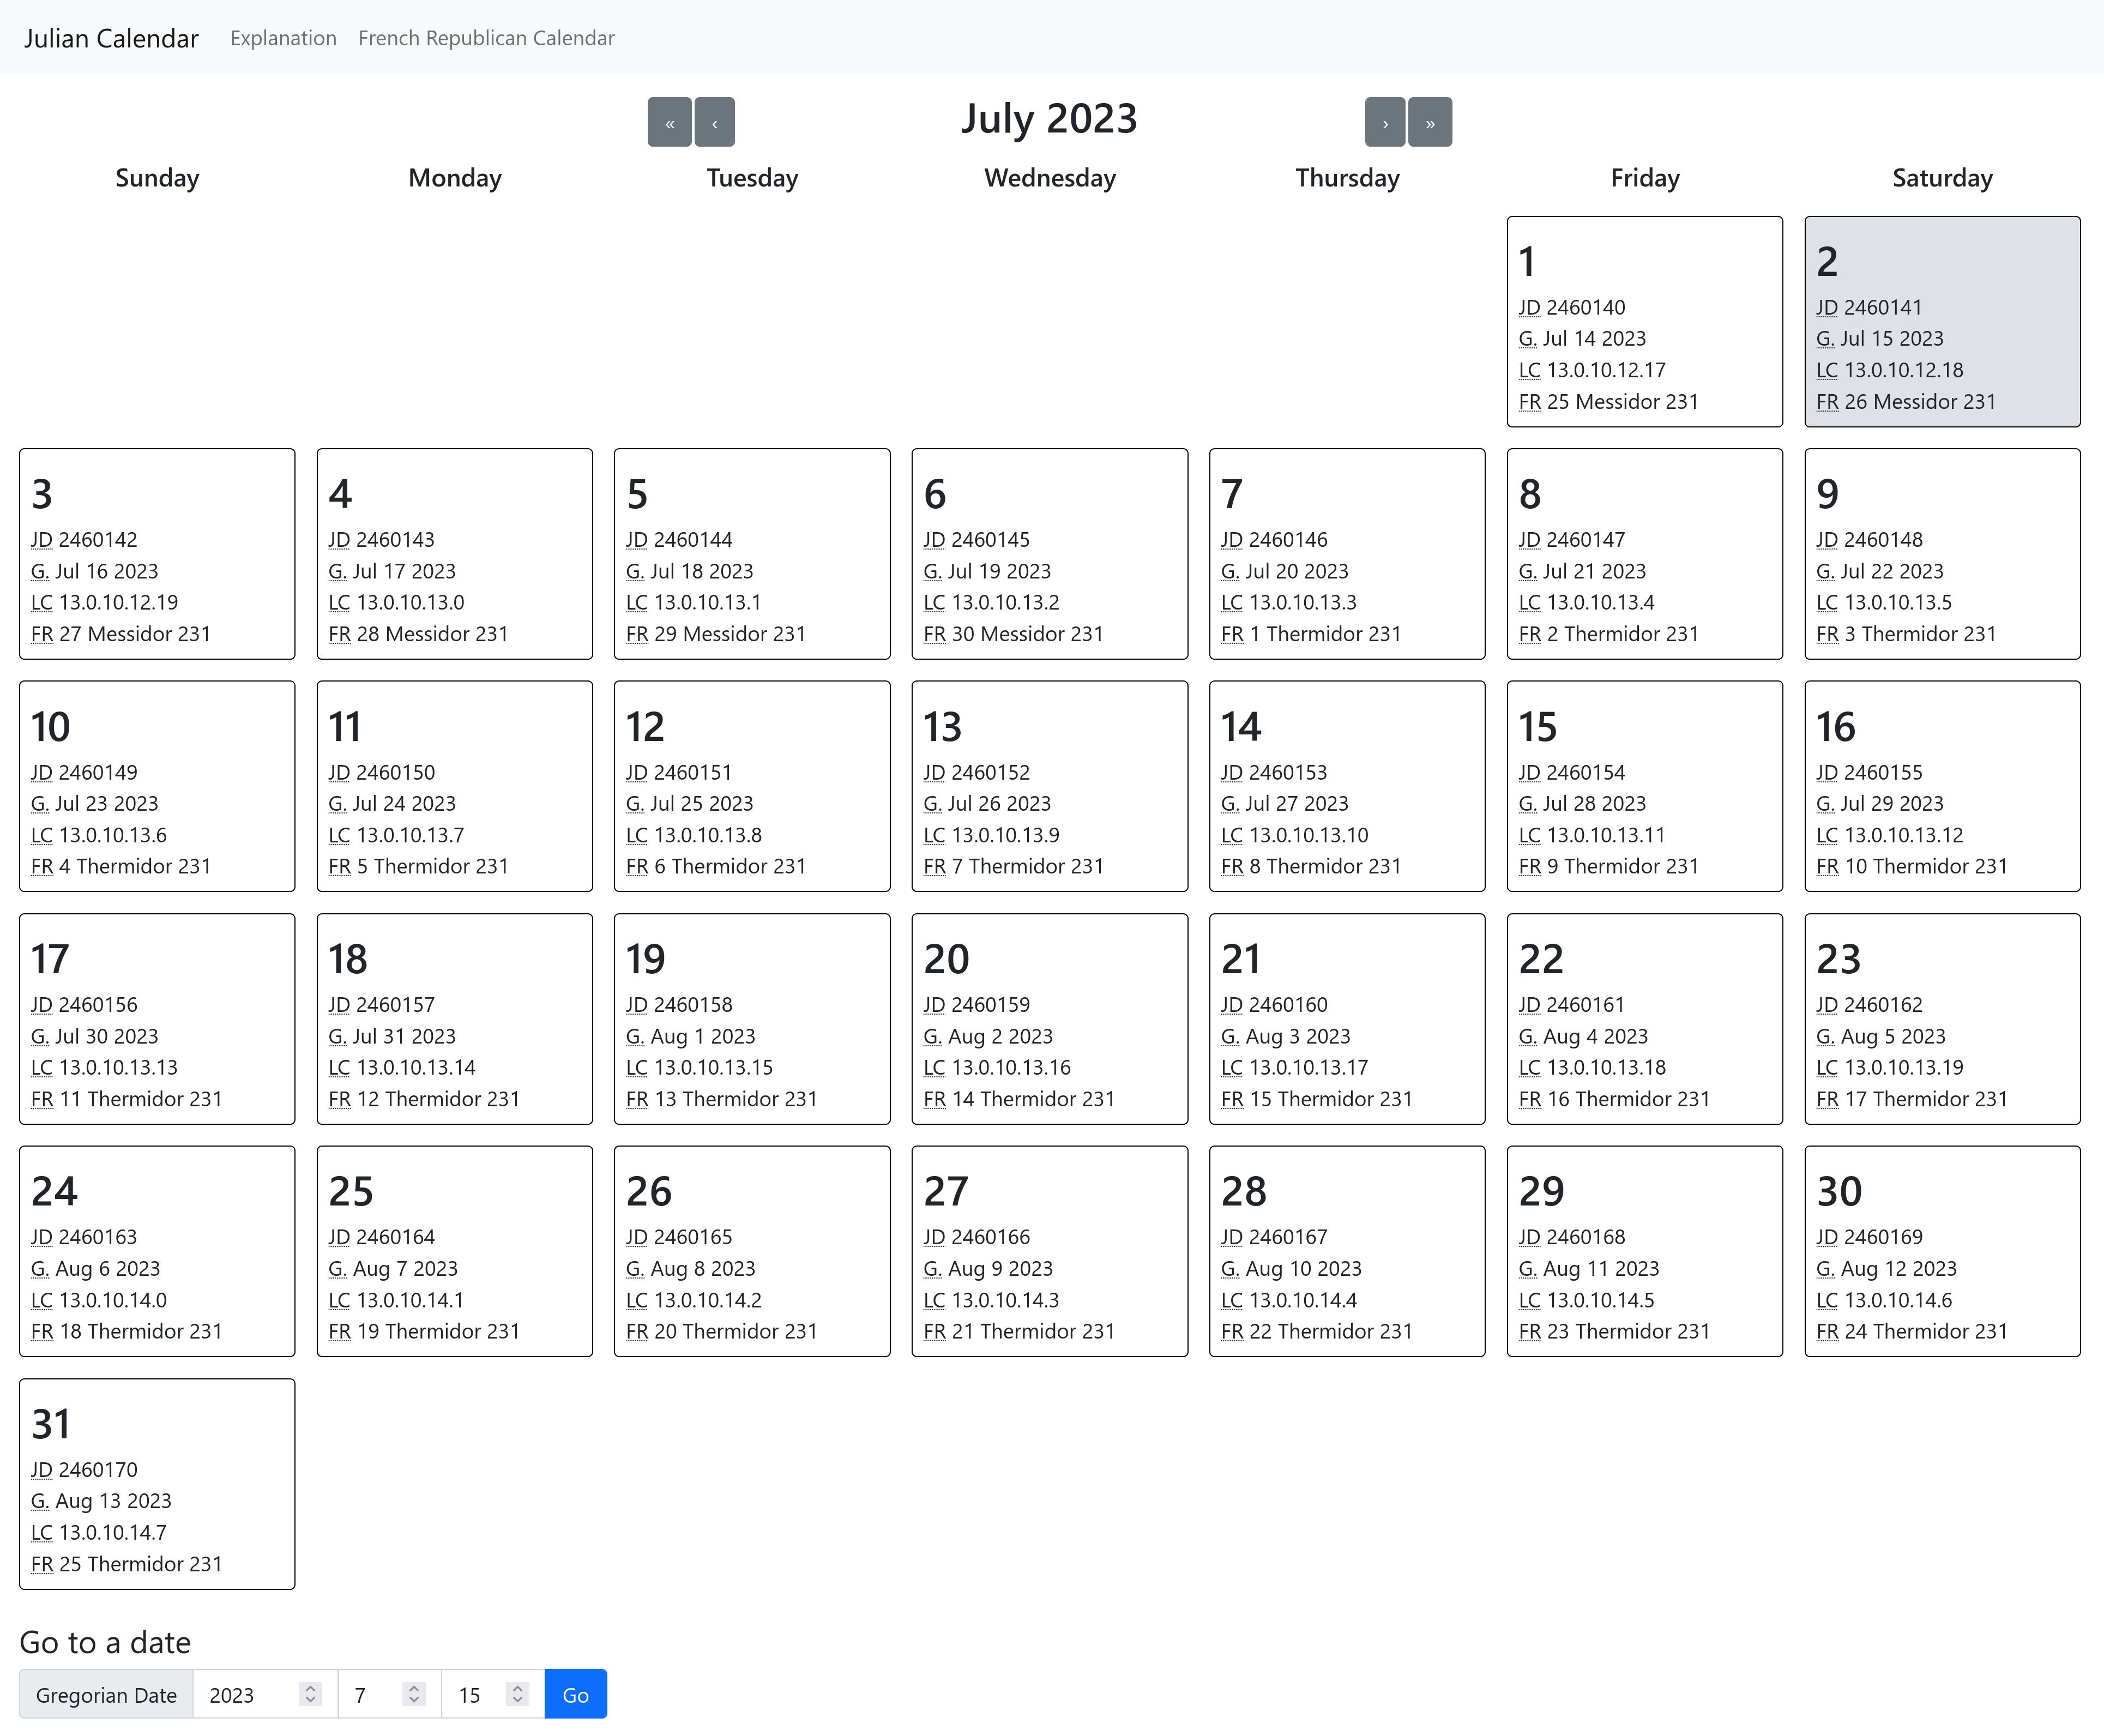 Julian Calendar Explanation French Republican Calendar
« ‹ July 2023 › »
Sunday Monday Tuesday Wednesday Thursday Friday Saturday
1
JD 2460140
G. Jul 14 2023
LC 13.0.10.12.17
FR 25 Messidor 231
2
JD 2460141
G. Jul 15 2023
LC 13.0.10.12.18
FR 26 Messidor 231
3
JD 2460142
G. Jul 16 2023
LC 13.0.10.12.19
FR 27 Messidor 231
4
JD 2460143
G. Jul 17 2023
LC 13.0.10.13.0
FR 28 Messidor 231
5
JD 2460144
G. Jul 18 2023
LC 13.0.10.13.1
FR 29 Messidor 231
6
JD 2460145
G. Jul 19 2023
LC 13.0.10.13.2
FR 30 Messidor 231
7
JD 2460146
G. Jul 20 2023
LC 13.0.10.13.3
FR 1 Thermidor 231
8
JD 2460147
G. Jul 21 2023
LC 13.0.10.13.4
FR 2 Thermidor 231
9
JD 2460148
G. Jul 22 2023
LC 13.0.10.13.5
FR 3 Thermidor 231
10
JD 2460149
G. Jul 23 2023
LC 13.0.10.13.6
FR 4 Thermidor 231
11
JD 2460150
G. Jul 24 2023
LC 13.0.10.13.7
FR 5 Thermidor 231
12
JD 2460151
G. Jul 25 2023
LC 13.0.10.13.8
FR 6 Thermidor 231
13
JD 2460152
G. Jul 26 2023
LC 13.0.10.13.9
FR 7 Thermidor 231
14
JD 2460153
G. Jul 27 2023
LC 13.0.10.13.10
FR 8 Thermidor 231
15
JD 2460154
G. Jul 28 2023
LC 13.0.10.13.11
FR 9 Thermidor 231
16
JD 2460155
G. Jul 29 2023
LC 13.0.10.13.12
FR 10 Thermidor 231
17
JD 2460156
G. Jul 30 2023
LC 13.0.10.13.13
FR 11 Thermidor 231
18
JD 2460157
G. Jul 31 2023
LC 13.0.10.13.14
FR 12 Thermidor 231
19
JD 2460158
G. Aug 1 2023
LC 13.0.10.13.15
FR 13 Thermidor 231
20
JD 2460159
G. Aug 2 2023
LC 13.0.10.13.16
FR 14 Thermidor 231
21
JD 2460160
G. Aug 3 2023
LC 13.0.10.13.17
FR 15 Thermidor 231
22
JD 2460161
G. Aug 4 2023
LC 13.0.10.13.18
FR 16 Thermidor 231
23
JD 2460162
G. Aug 5 2023
LC 13.0.10.13.19
FR 17 Thermidor 231
24
JD 2460163
G. Aug 6 2023
LC 13.0.10.14.0
FR 18 Thermidor 231
25
JD 2460164
G. Aug 7 2023
LC 13.0.10.14.1
FR 19 Thermidor 231
26
JD 2460165
G. Aug 8 2023
LC 13.0.10.14.2
FR 20 Thermidor 231
27
JD 2460166
G. Aug 9 2023
LC 13.0.10.14.3
FR 21 Thermidor 231
28
JD 2460167
G. Aug 10 2023
LC 13.0.10.14.4
FR 22 Thermidor 231
29
JD 2460168
G. Aug 11 2023
LC 13.0.10.14.5
FR 23 Thermidor 231
30
JD 2460169
G. Aug 12 2023
LC 13.0.10.14.6
FR 24 Thermidor 231
31
JD 2460170
G. Aug 13 2023
LC 13.0.10.14.7
FR 25 Thermidor 231
Go to a date
Gregorian Date 2023 7 15 Go